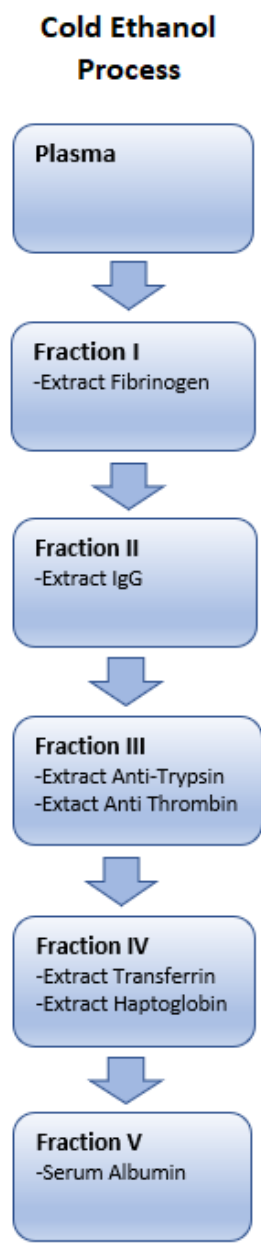 Cold Ethanol
Process
Plasma
Fraction I
-Extract Fibrinogen
Fraction II
-Extract IgG
Fraction III
-Extract Anti-Trypsin
-Extact Anti Thrombin
Fraction IV
-Extract Transferrin
-Extract Haptoglobin
Fraction V
-Serum Albumin